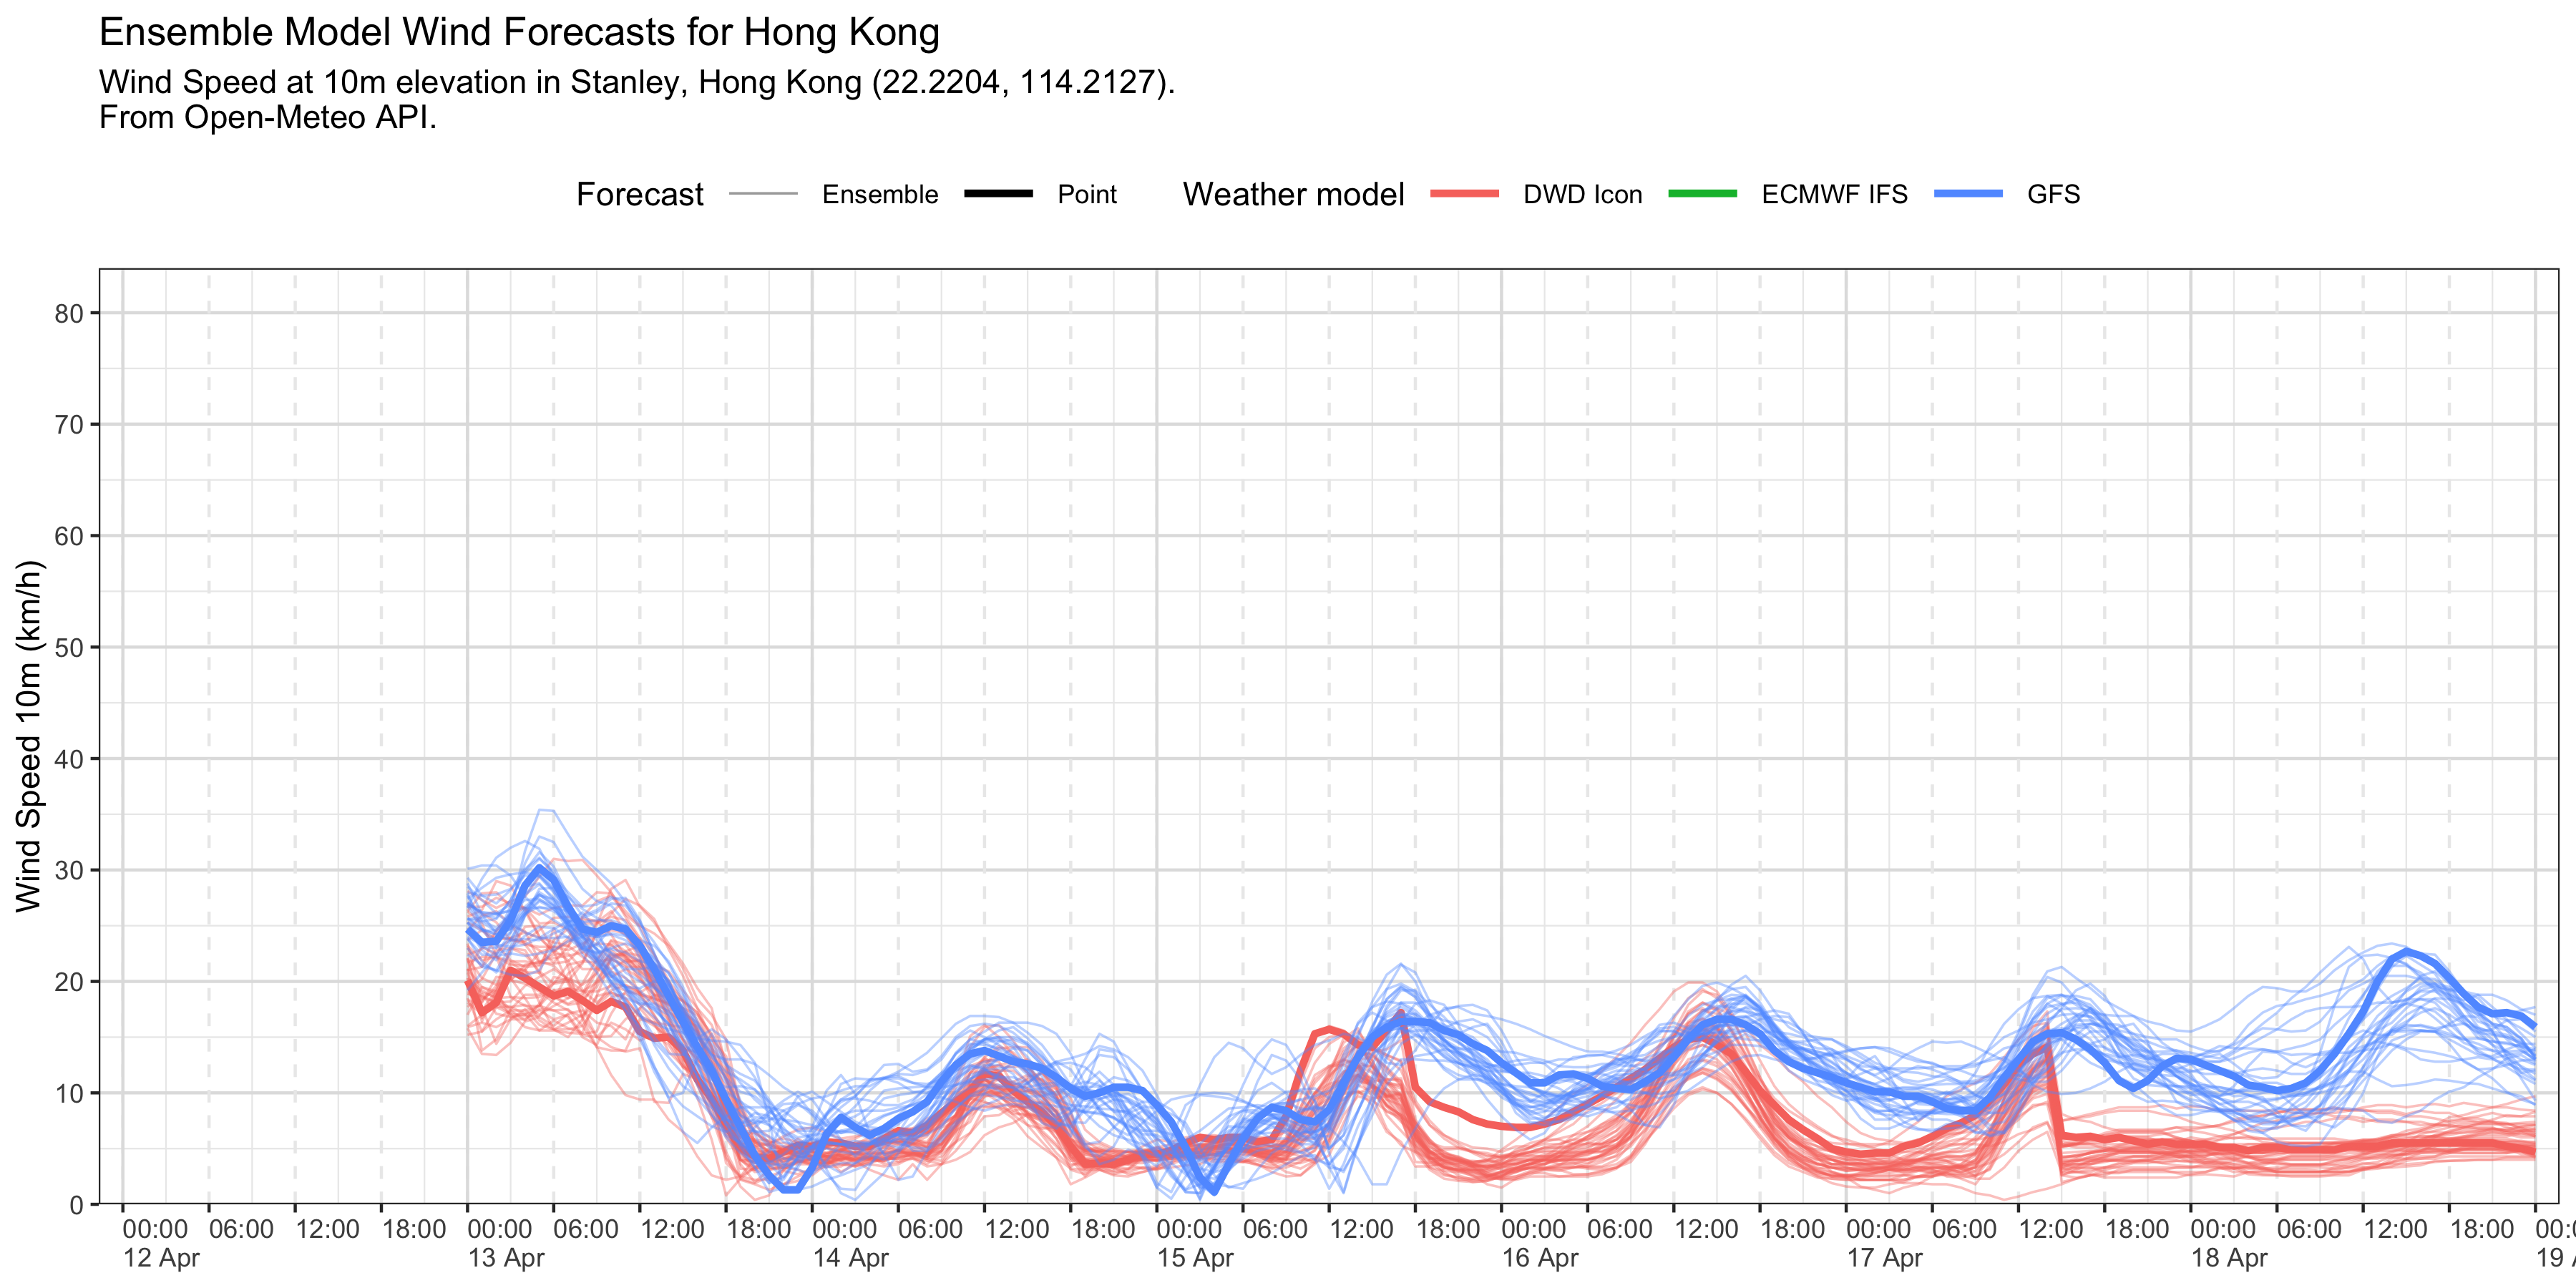 Ensemble Model Wind Forecasts for Hong Kong
Wind Speed at 10m elevation in Stanley, Hong Kong (22.2204, 114.2127).
From Open-Meteo API.
Forecast Ensemble Point Weather model DWD Icon ECMWF IFS GFS
Wind Speed 10m (km/h)
80
70
60
50
40
30
20
10
0
00:00 06:00 12:00 18:00 00:00 06:00 12:00 18:00 00:00 06:00 12:00 18:00 00:00 06:00 12:00 18:00 00:00 06:00 12:00 18:00 00:00 06:00 12:00 18:00 00:00 06:00 12:00 18:00
12 Apr 13 Apr 14 Apr 15 Apr 16 Apr 17 Apr 18 Apr 19